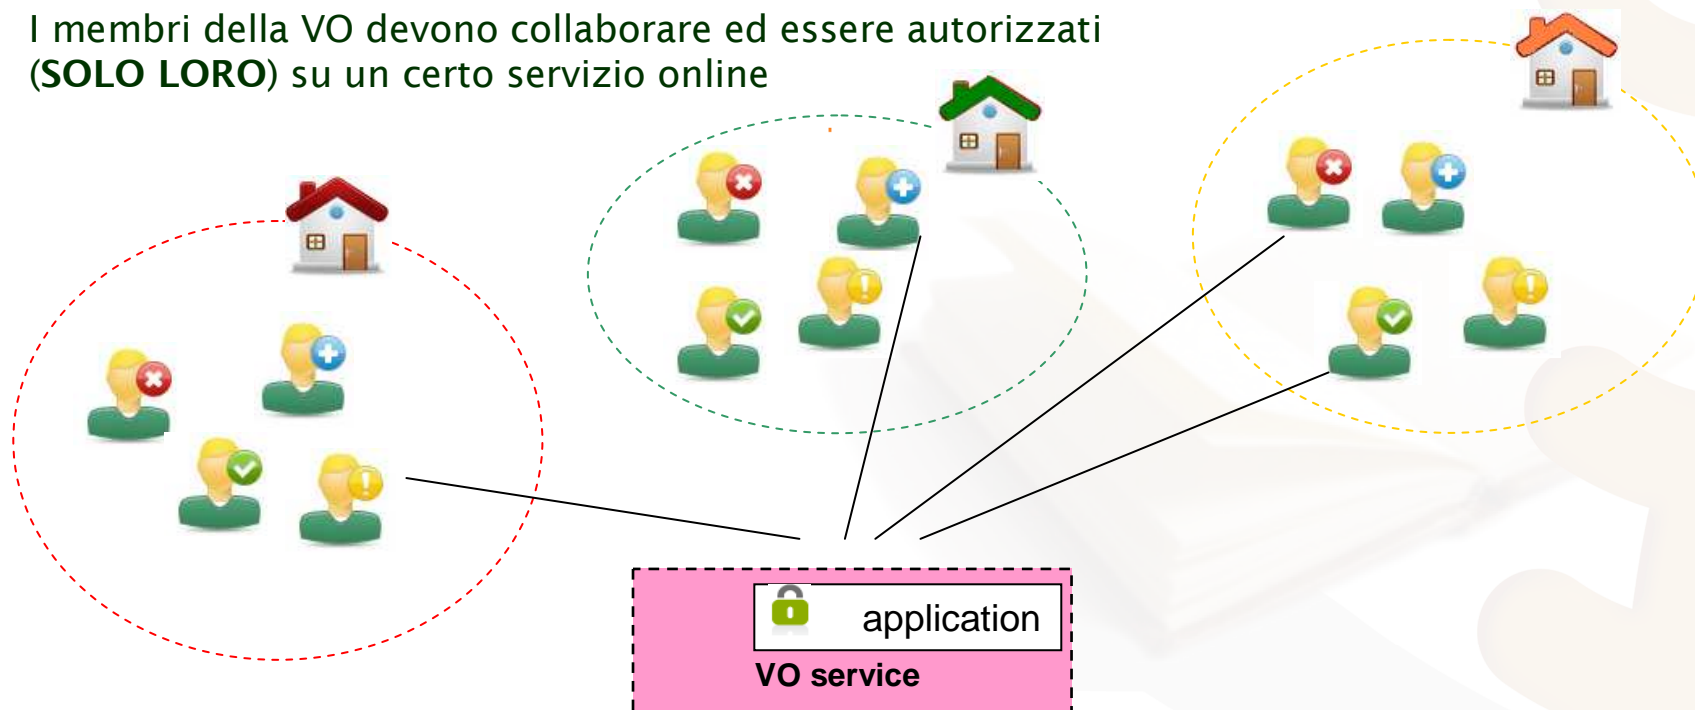 I membri della VO devono collaborare ed essere autorizzati
(SOLO LORO) su un certo servizio online
application
VO service